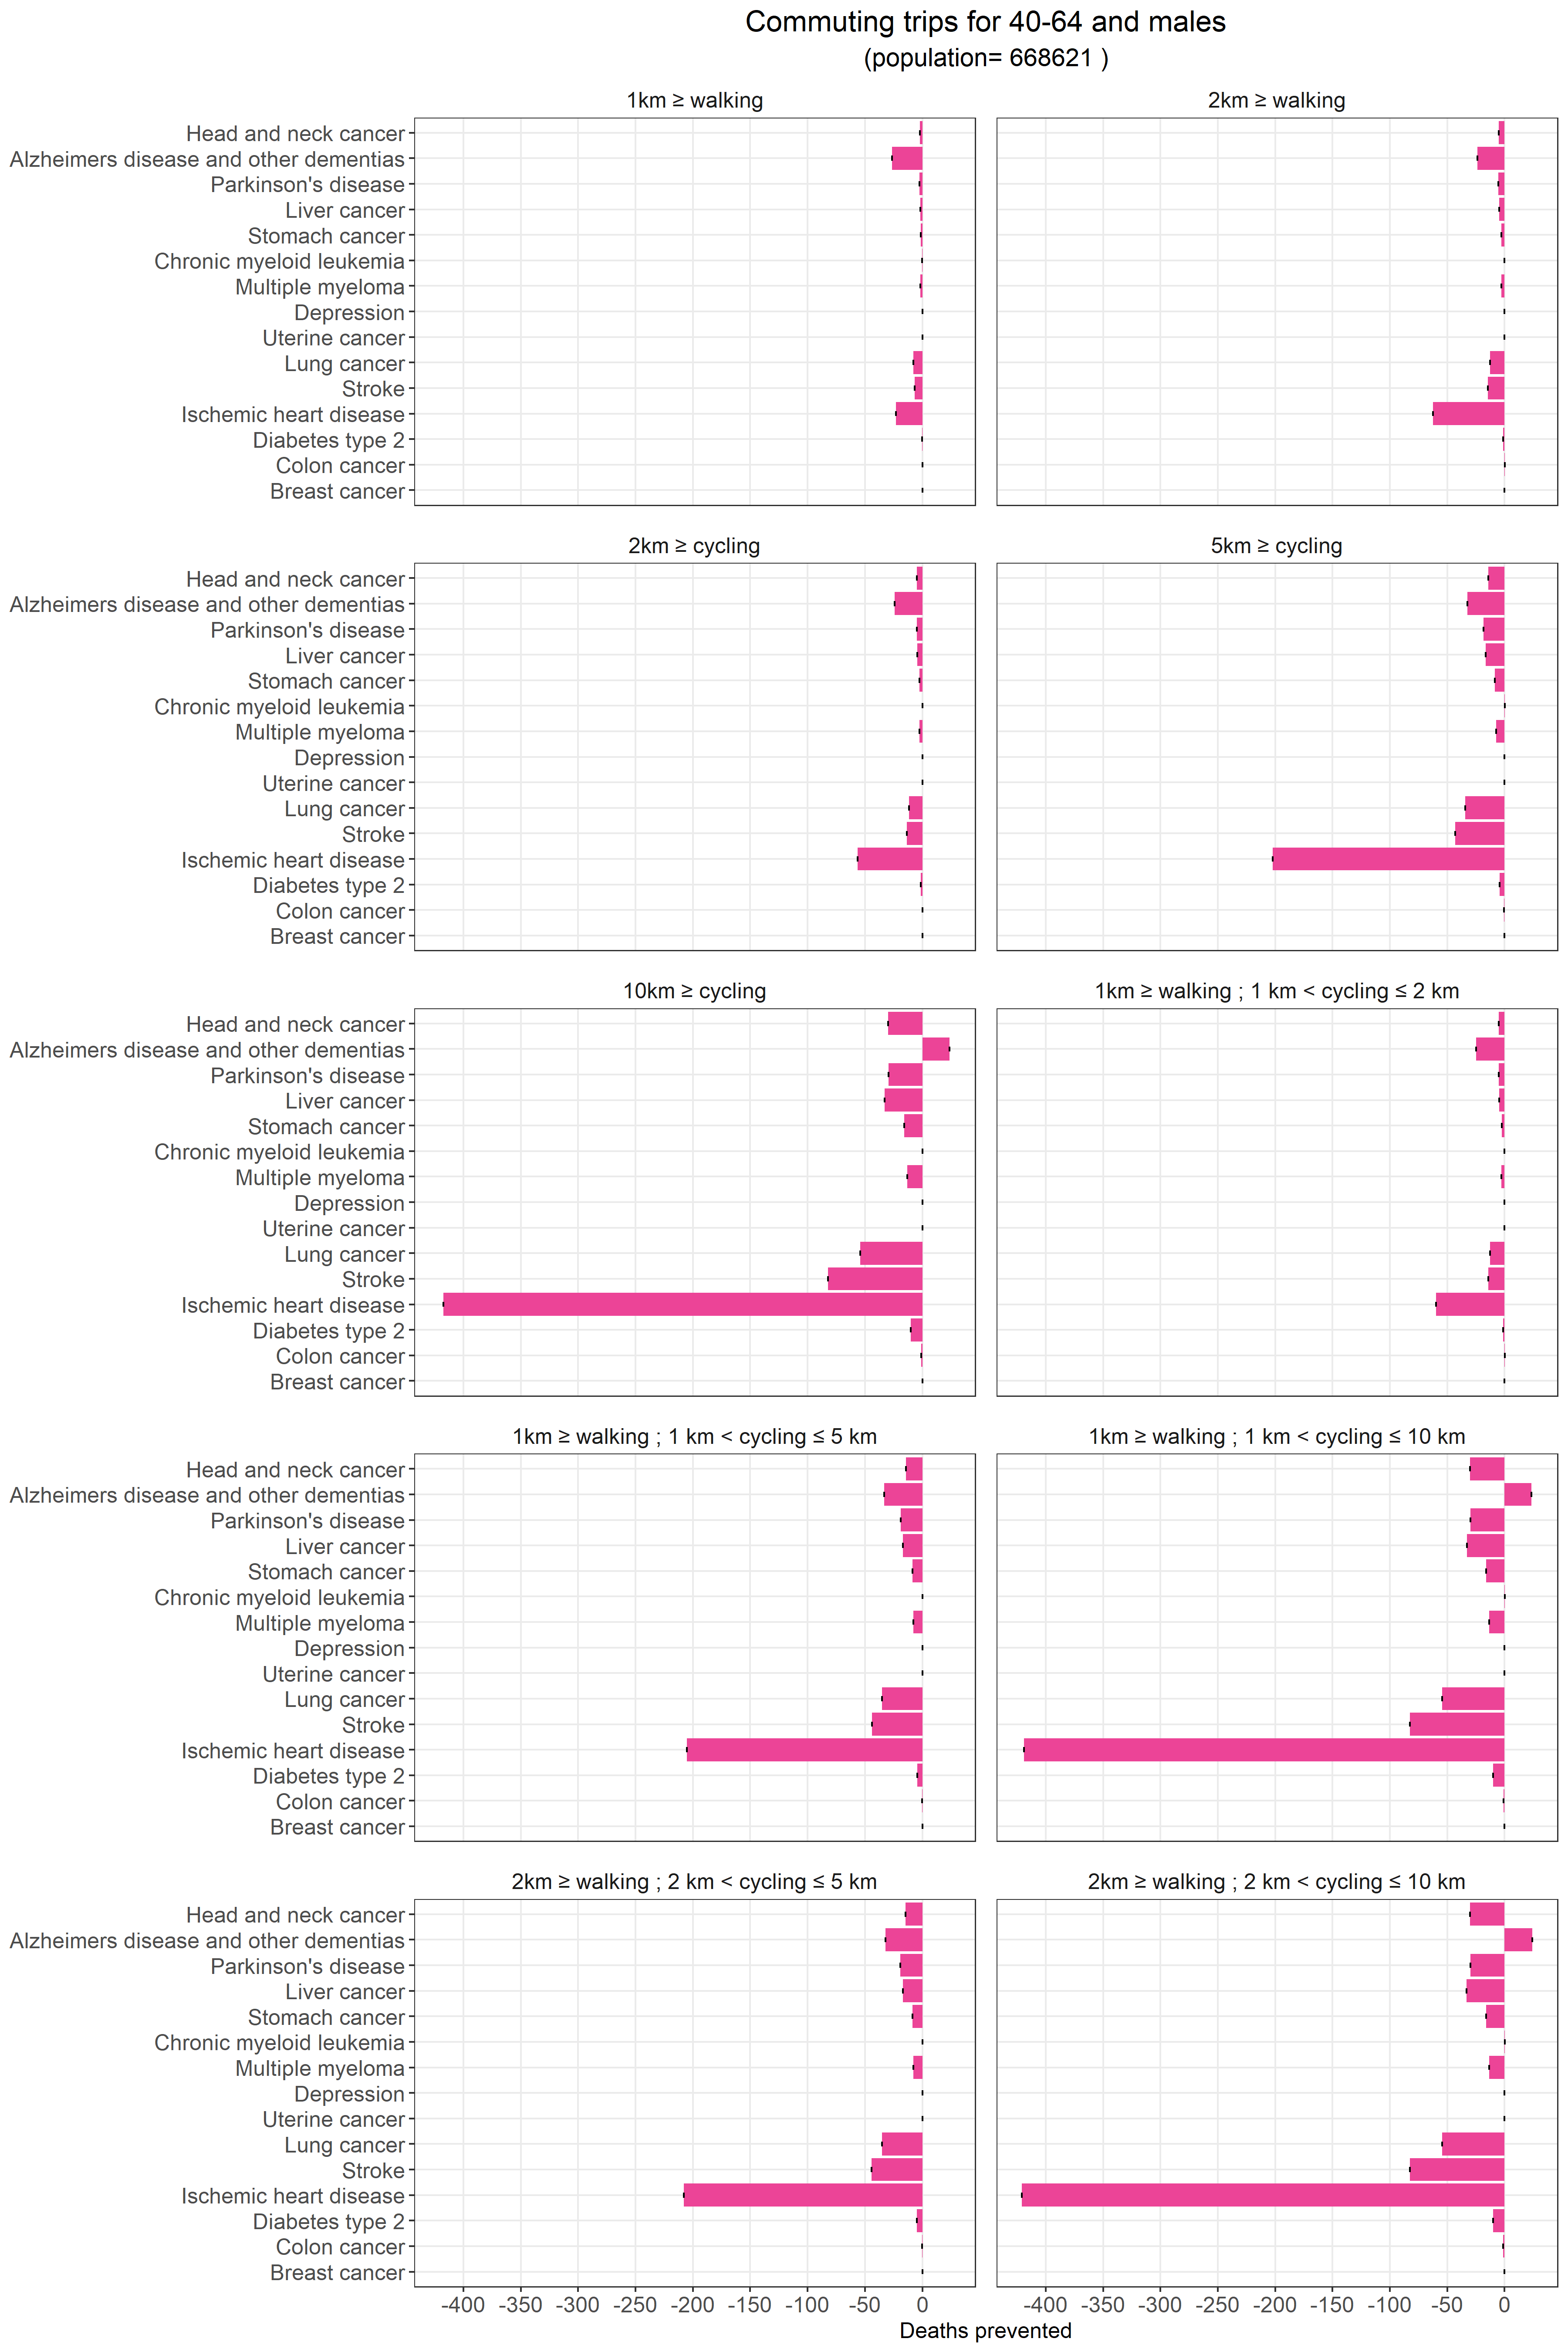 Commuting trips for 40-64 and males
(population= 668621 )
1km ≥ walking
2km ≥ walking
Head and neck cancer
Alzheimers disease and other dementias
Parkinson's disease
Liver cancer
Stomach cancer
Chronic myeloid leukemia
Multiple myeloma
Depression
Uterine cancer
Lung cancer
Stroke
Ischemic heart disease
Diabetes type 2
Colon cancer
Breast cancer
2km ≥ cycling
5km ≥ cycling
Head and neck cancer
Alzheimers disease and other dementias
Parkinson's disease
Liver cancer
Stomach cancer
Chronic myeloid leukemia
Multiple myeloma
Depression
Uterine cancer
Lung cancer
Stroke
Ischemic heart disease
Diabetes type 2
Colon cancer
Breast cancer
10km ≥ cycling
1km ≥ walking ; 1 km < cycling ≤ 2 km
Head and neck cancer
Alzheimers disease and other dementias
Parkinson's disease
Liver cancer
Stomach cancer
Chronic myeloid leukemia
Multiple myeloma
Depression
Uterine cancer
Lung cancer
Stroke
Ischemic heart disease
Diabetes type 2
Colon cancer
Breast cancer
1km ≥ walking ; 1 km < cycling ≤ 5 km
1km ≥ walking ; 1 km < cycling ≤ 10 km
Head and neck cancer
Alzheimers disease and other dementias
Parkinson's disease
Liver cancer
Stomach cancer
Chronic myeloid leukemia
Multiple myeloma
Depression
Uterine cancer
Lung cancer
Stroke
Ischemic heart disease
Diabetes type 2
Colon cancer
Breast cancer
2km ≥ walking ; 2 km < cycling ≤ 5 km
2km ≥ walking ; 2 km < cycling ≤ 10 km
Head and neck cancer
Alzheimers disease and other dementias
Parkinson's disease
Liver cancer
Stomach cancer
Chronic myeloid leukemia
Multiple myeloma
Depression
Uterine cancer
Lung cancer
Stroke
Ischemic heart disease
Diabetes type 2
Colon cancer
Breast cancer
-400 -350 -300 -250 -200 -150 -100 -50 0
-400 -350 -300 -250 -200 -150 -100 -50 0
Deaths prevented